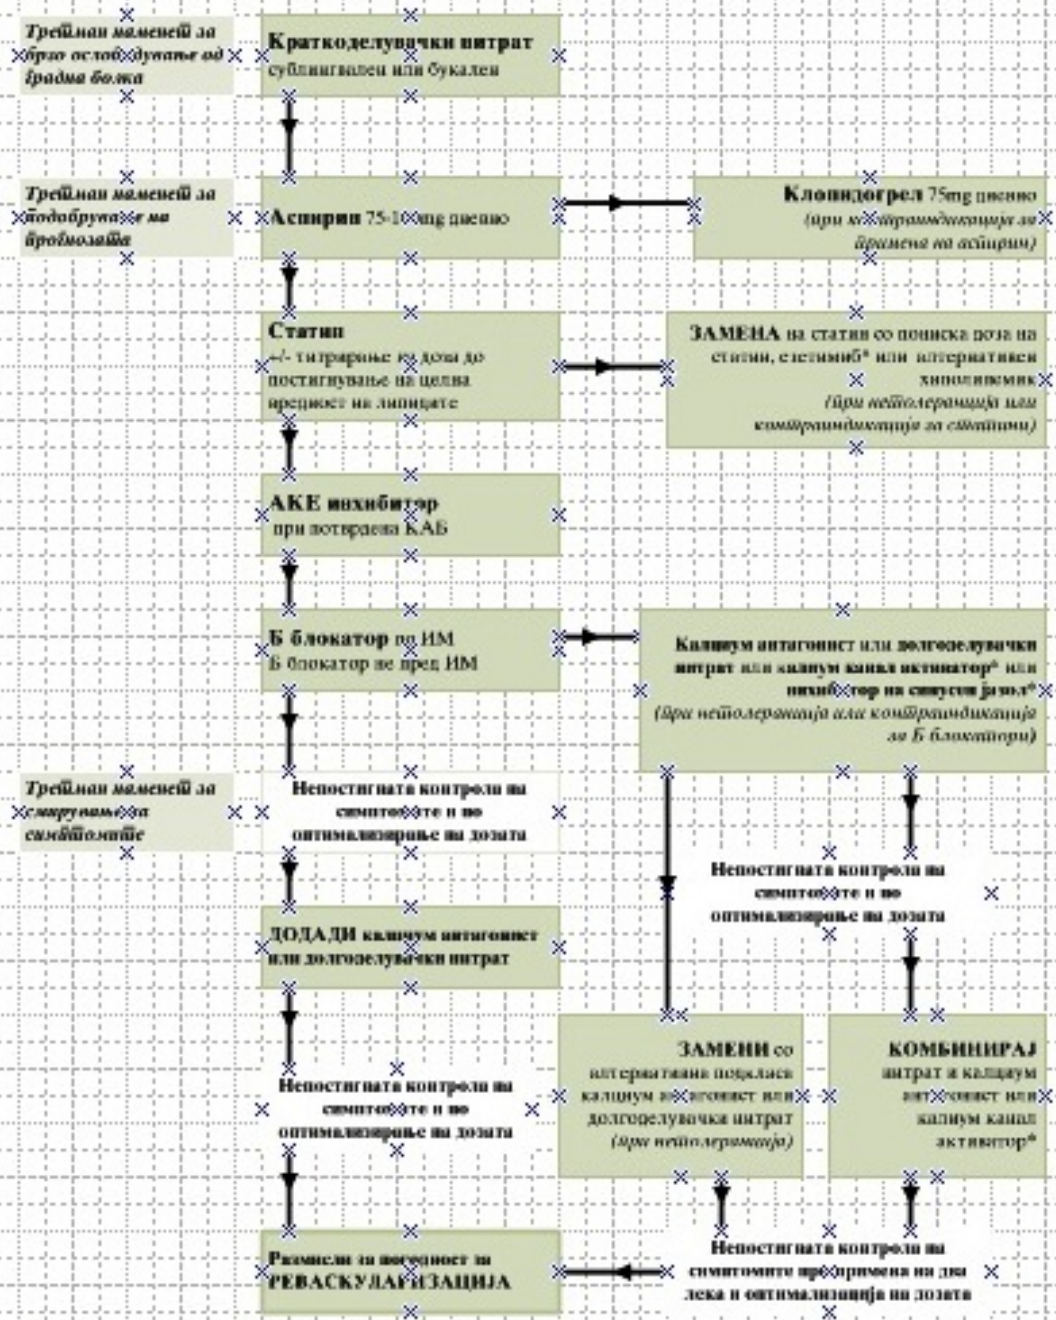 Третман наменет за
брзо ослободување од
градна болка
Краткоделувачки нитрат
сублингвален или букален
Третман наменет за
подобрување на
прогнозата
Аспирин 75-1 mg дневно
Клопидогрел 75mg дневно
(при контраиндикација за
примена на аспирин)
Статин
+/- титрирање на доза до
постигнување на целна
вредност на липидите
ЗАМЕНА на статин со пониска доза на
статин, езетимиб* или алтернативен
хиполипемик
(при нетолеранција или
контраиндикација за статини)
АКЕ инхибитор
при потврдена КАБ
Б блокатор по ИМ
Б блокатор не пред ИМ
Калциум антагонист или долгоделувачки
нитрат или калиум канал активатор* или
инхибитор на синусен јазол*
(при нетолеранција или контраиндикација
за Б блокатори)
Третман наменет за
смирување на
симптомите
Непостигната контрола на
симптомите и по
оптимализирање на дозата
Непостигната контрола на
симптомите и по
оптимализирање на дозата
ДОДАДИ калциум антагонист
или долгоделувачки нитрат
ЗАМЕНИ со
алтернативна подкласа
калциум антагонист или
долгоделувачки нитрат
(при нетолеранција)
КОМБИНИРАЈ
нитрат и калциум
антагонист или
калиум канал
активатор*
Непостигната контрола на
симптомите и по
оптимализирање на дозата
Размисли за погодност за
РЕВАСКУЛАРИЗАЦИЈА
Непостигната контрола на
симптомите при примена на два
лека и оптимализација на дозата